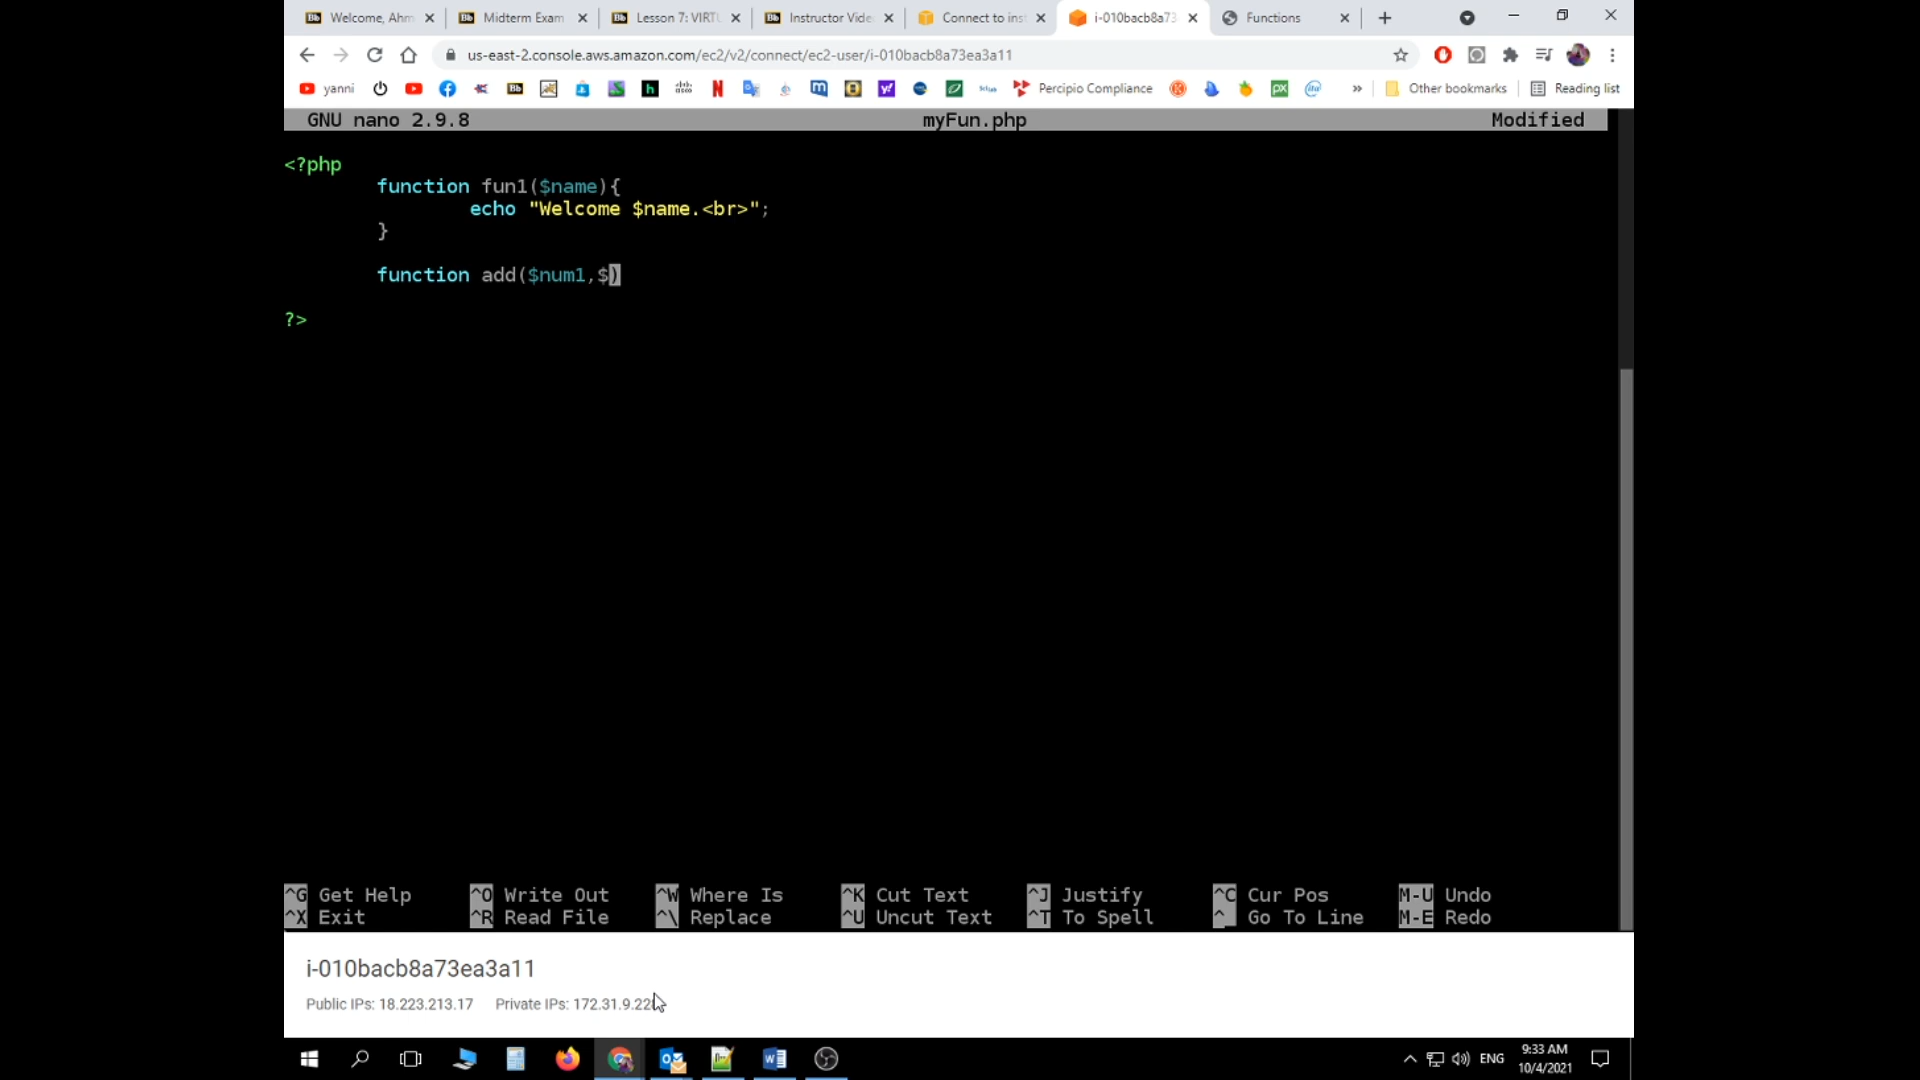 Welcome, Ahm
Midterm Exam
Lesson 7: VIRTU
Instructor Vide
Connect to inst
i-010bacb8a73
Functions
us-east-2.console.aws.amazon.com/ec2/v2/connect/ec2-user/i-010bacb8a73ea3a11
yanni
Percipio Compliance
Other bookmarks
Reading list
GNU nano 2.9.8 myFun.php Modified
<?php
function fun1($name){
echo "Welcome $name.<br>";
}
function add($num1,$)
?>
^G Get Help ^O Write Out ^W Where Is ^K Cut Text ^J Justify ^C Cur Pos M-U Undo
^X Exit ^R Read File ^\ Replace ^U Uncut Text ^T To Spell ^_ Go To Line M-E Redo
i-010bacb8a73ea3a11
Public IPs: 18.223.213.17 Private IPs:
ENG
9:33 AM
10/4/2021